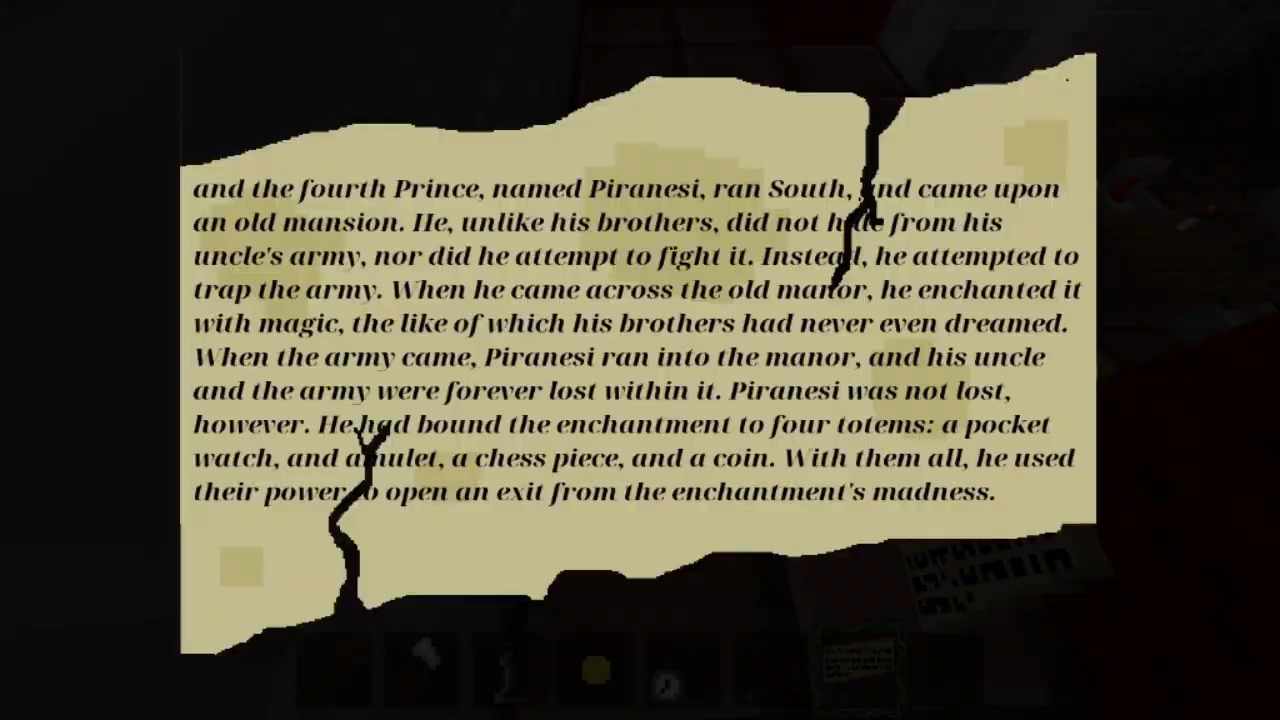 and the fourth Prince, named Piranesi, ran South, and came upon
an old mansion. He, unlike his brothers, did not hide from his
uncle's army, nor did he attempt to fight it. Instead, he attempted to
trap the army. When he came across the old manor, he enchanted it
with magic, the like of which his brothers had never even dreamed.
When the army came, Piranesi ran into the manor, and his uncle
and the army were forever lost within it. Piranesi was not lost,
however. He had bound the enchantment to four totems: a pocket
watch, and amulet, a chess piece, and a coin. With them all, he used
their power to open an exit from the enchantment's madness.